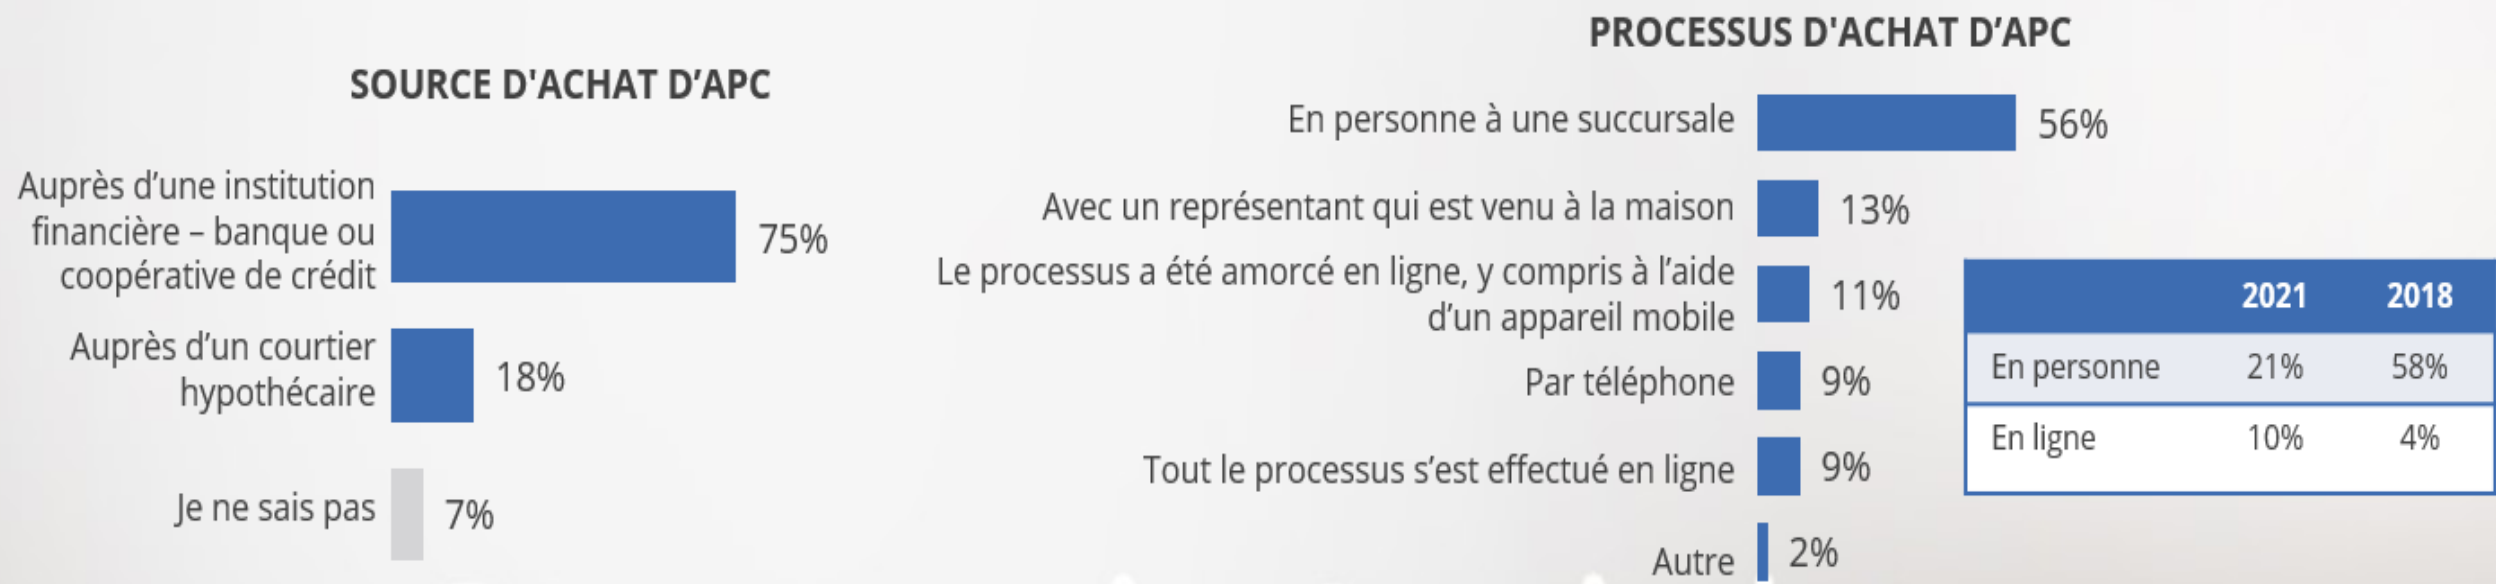 SOURCE D'ACHAT D’APC
Auprès d’une institution
financière – banque ou
coopérative de crédit
75%
Auprès d’un courtier
hypothécaire
18%
Je ne sais pas
7%
PROCESSUS D'ACHAT D’APC
En personne à une succursale
56%
Avec un représentant qui est venu à la maison
13%
Le processus a été amorcé en ligne, y compris à l’aide
d’un appareil mobile
11%
Par téléphone
9%
Tout le processus s’est effectué en ligne
9%
Autre
2%
2021 2018
En personne 21% 58%
En ligne 10% 4%